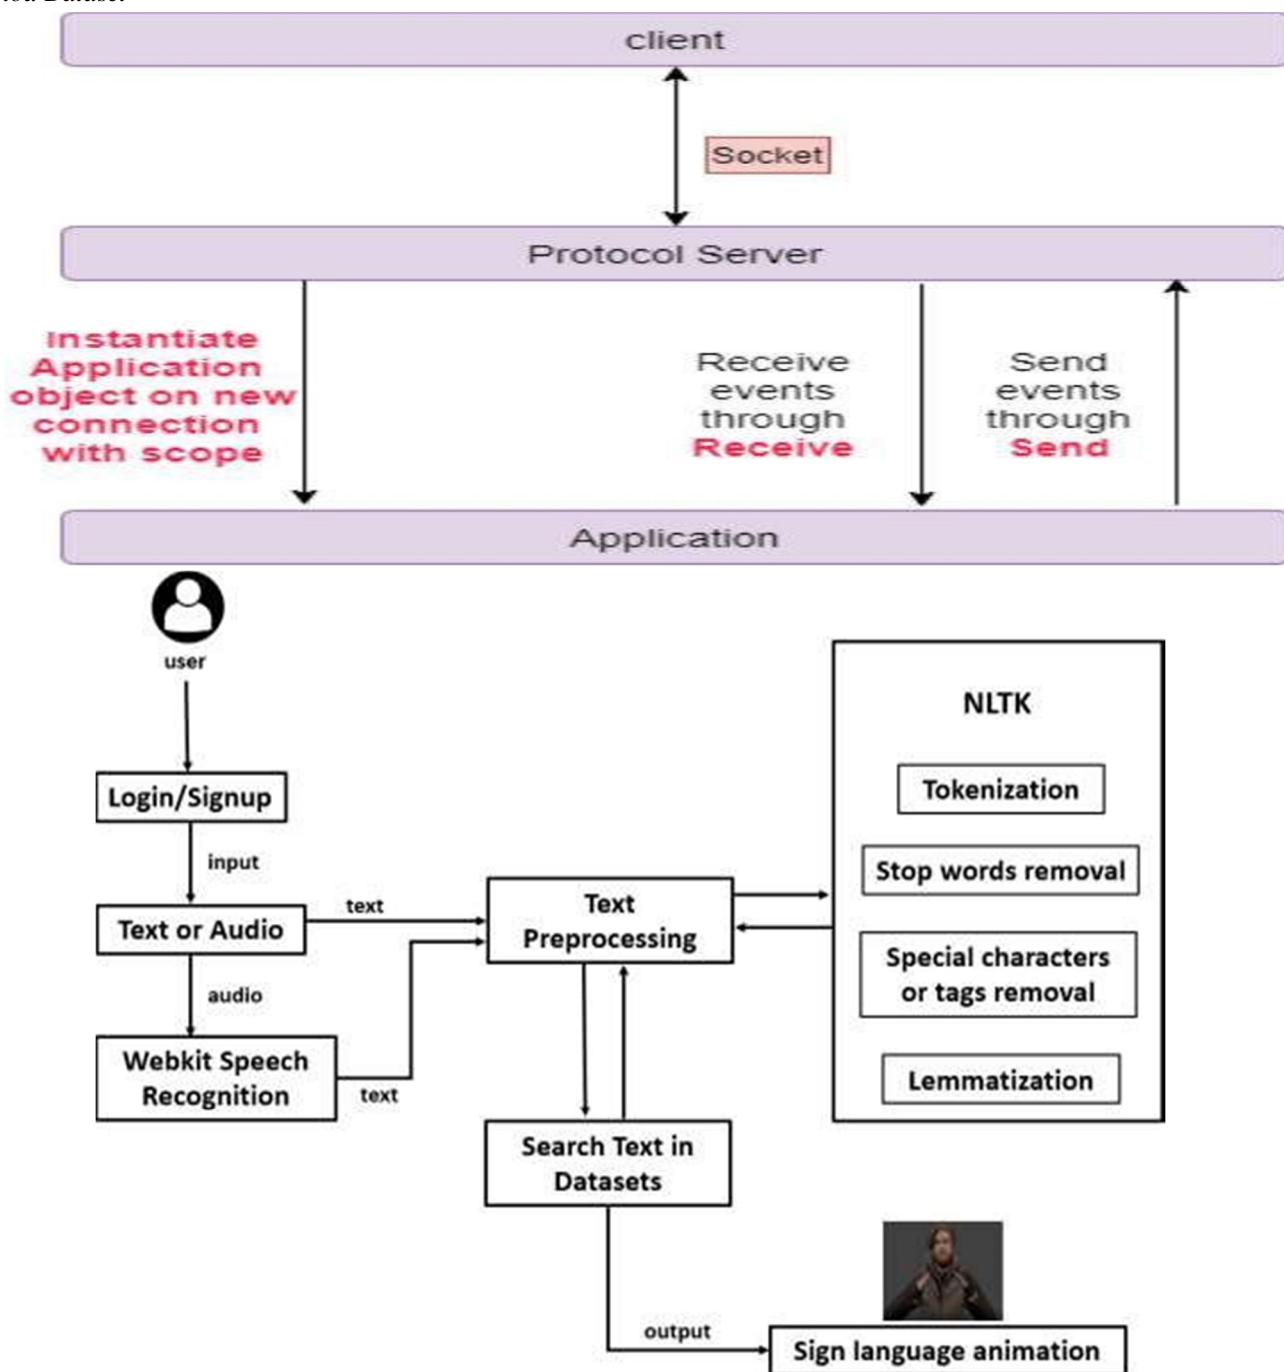 client
Socket
Protocol Server
Instantiate
Application
object on new
connection
with scope
Receive
events
through
Receive
Send
events
through
Send
Application
user
Login/Signup
input
Text or Audio
audio
Webkit Speech
Recognition
text
text
Text
Preprocessing
Search Text in
Datasets
output
NLTK
Tokenization
Stop words removal
Special characters
or tags removal
Lemmatization
Sign language animation